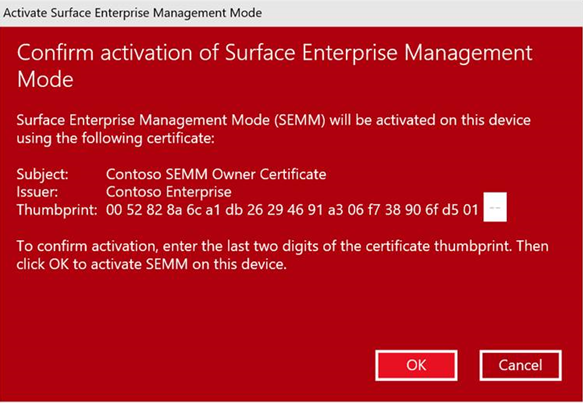 Activate Surface Enterprise Management Mode
Confirm activation of Surface Enterprise Management
Mode
Surface Enterprise Management Mode (SEMM) will be activated on this device
using the following certificate:
Subject: Contoso SEMM Owner Certificate
Issuer: Contoso Enterprise
Thumbprint: 00 52 82 8a 6c a1 db 26 29 46 91 a3 06 f7 38 90 6f d5 01 --
To confirm activation, enter the last two digits of the certificate thumbprint. Then
click OK to activate SEMM on this device.
OK Cancel